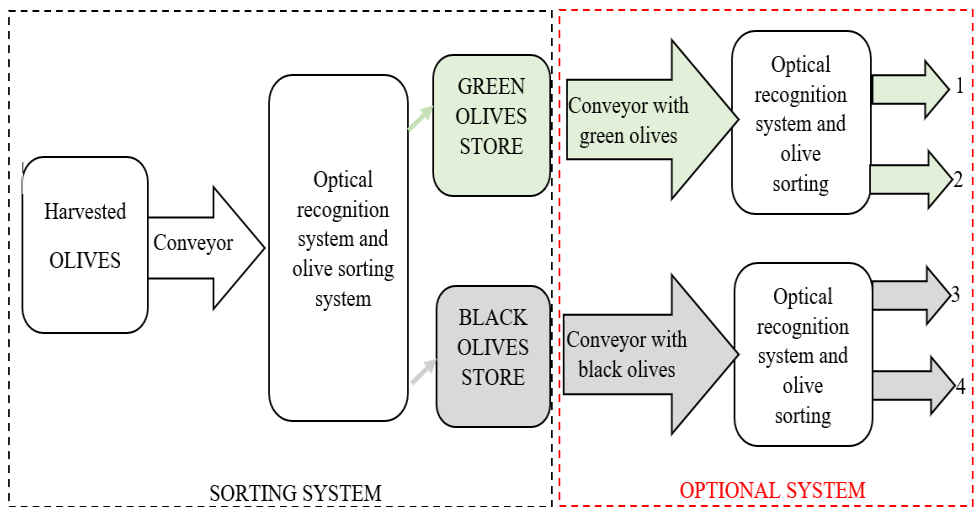 Harvested
OLIVES
Conveyor
Optical
recognition
system and
olive sorting
system
GREEN
OLIVES
STORE
BLACK
OLIVES
STORE
SORTING SYSTEM
Conveyor with
green olives
Optical
recognition
system and
olive
sorting
1
2
Conveyor with
black olives
Optical
recognition
system and
olive
sorting
3
4
OPTIONAL SYSTEM